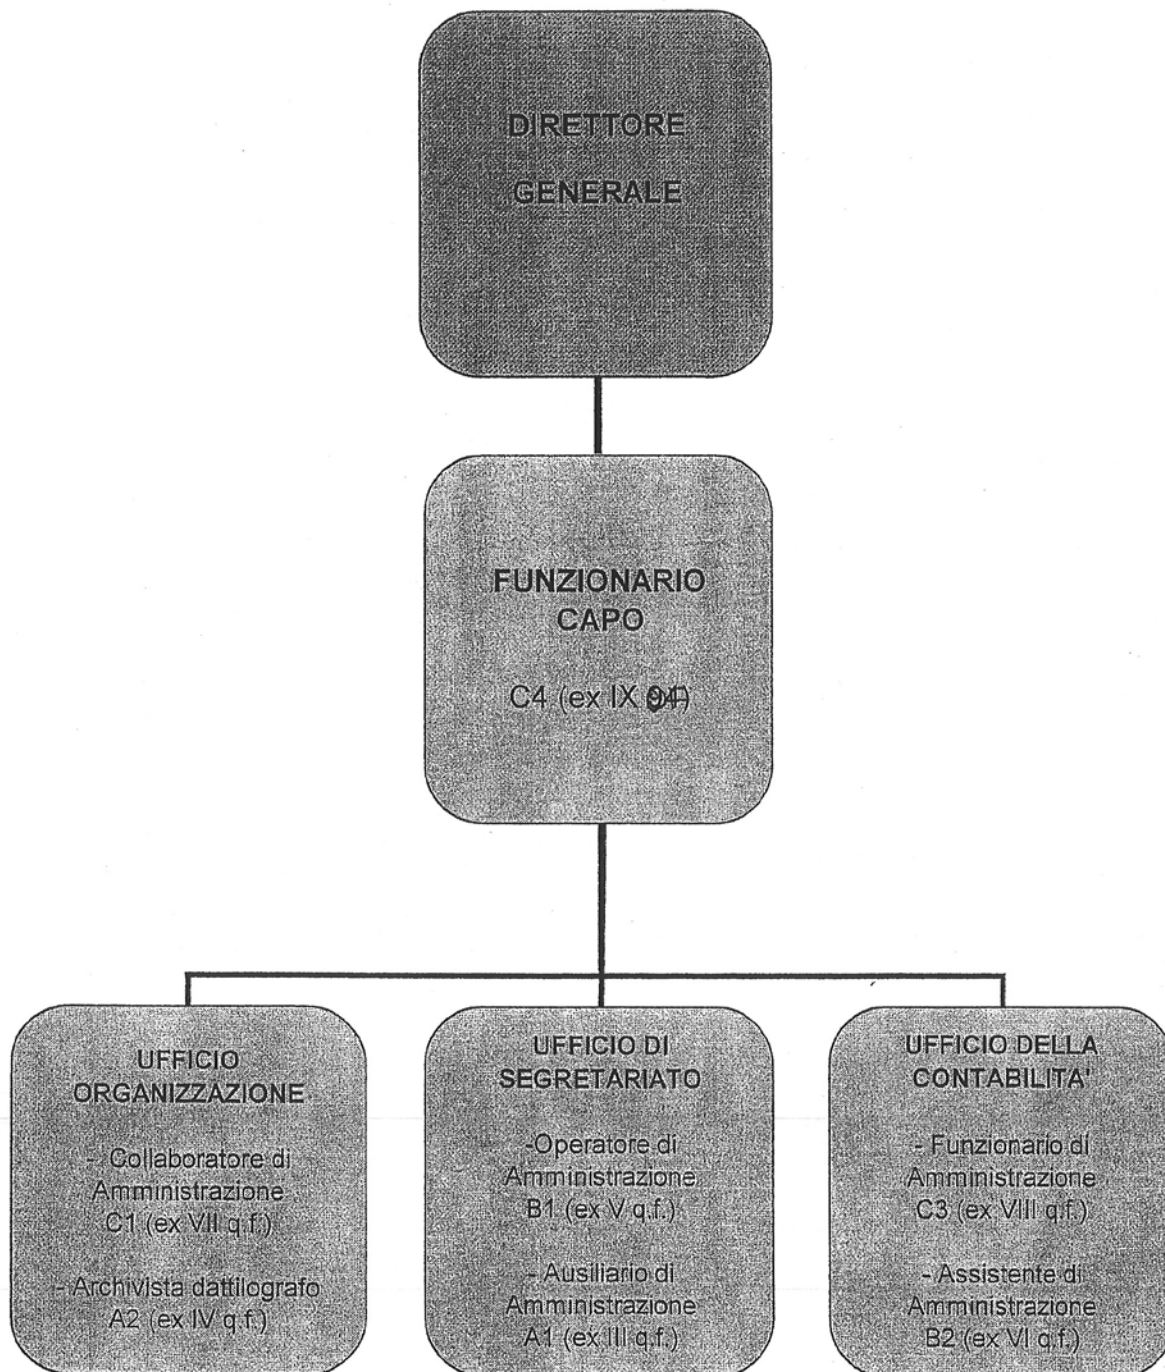 DIRETTORE
GENERALE
FUNZIONARIO
CAPO
C4 (ex IX
UFFICIO
ORGANIZZAZIONE
- Collaboratore di
Amministrazione
C1 (ex VII q.f.)
- Archivista dattilografo
A2 (ex IV q.f.)
UFFICIO DI
SEGRETARIATO
-Operatore di
Amministrazione
B1 (ex V q.f.)
- Ausiliario di
Amministrazione
A1 (ex III q.f.)
UFFICIO DELLA
CONTABILITA'
- Funzionario di
Amministrazione
C3 (ex VIII q.f.)
- Assistente di
Amministrazione
B2 (ex VI q.f.)